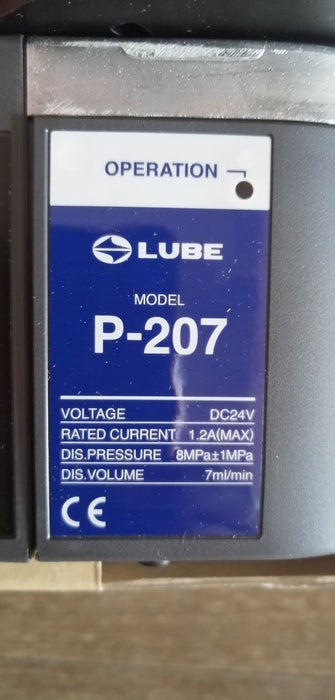 OPERATION
LUBE
MODEL
P-207
VOLTAGE DC24V
RATED CURRENT 1.2A(MAX)
DIS.PRESSURE 8MPa±1MPa
DIS.VOLUME 7ml/min
CE